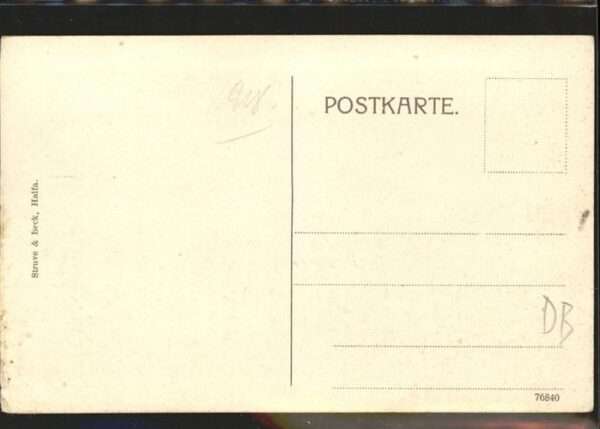 POSTKARTE.
Struve & Beck, Haifa.
DB
76840